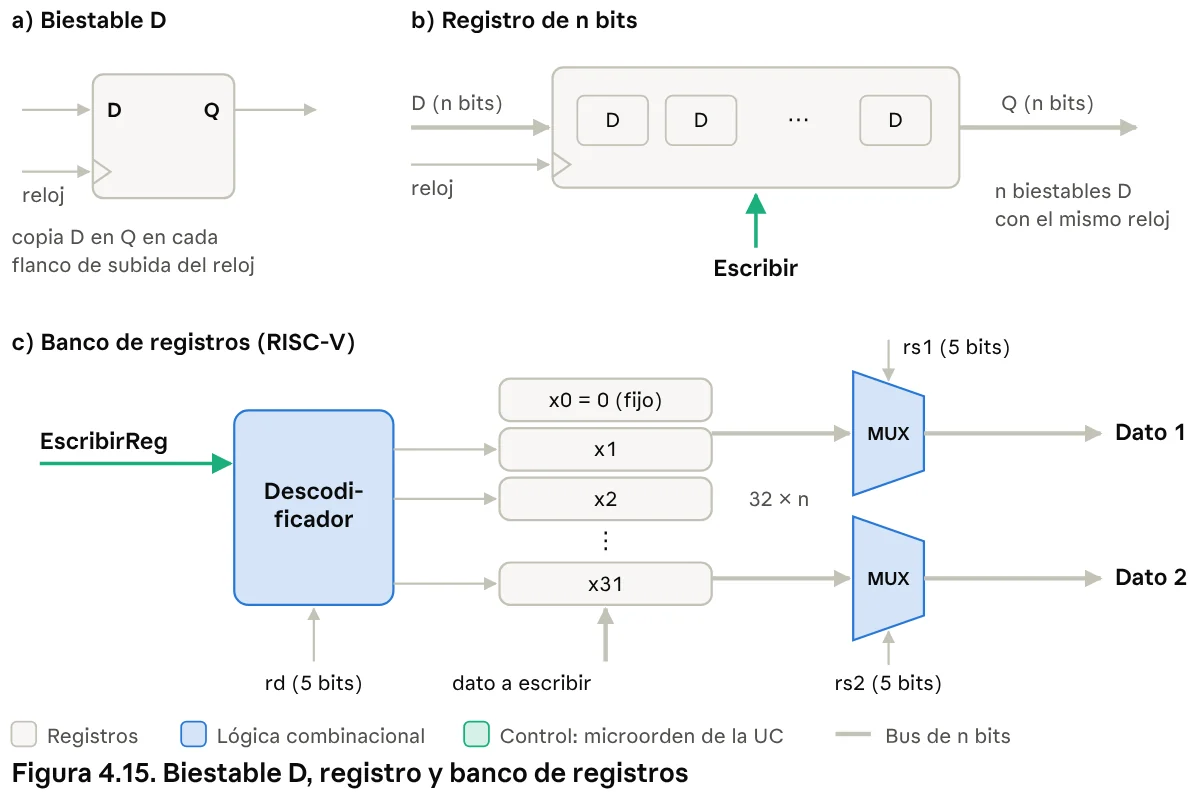 a) Biestable D
D
Q
reloj
copia D en Q en cada
flanco de subida del reloj
b) Registro de n bits
D (n bits)
reloj
D
D
...
D
Q (n bits)
n biestables D
con el mismo reloj
Escribir
c) Banco de registros (RISC-V)
EscribirReg
Descodi-
ficador
rd (5 bits)
x0 = 0 (fijo)
x1
x2
⋮
x31
dato a escribir
32 × n
rs1 (5 bits)
MUX
Dato 1
MUX
Dato 2
rs2 (5 bits)
Registros
Lógica combinacional
Control: microorden de la UC
Bus de n bits
Figura 4.15. Biestable D, registro y banco de registros